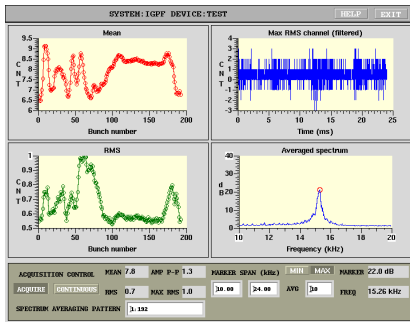 SYSTEM:IGPF DEVICE:TEST
HELP
EXIT
Mean
9.5
9
8.5
8
7.5
7
6.5
6
CNT
0 50 100 150 200
Bunch number
Max RMS channel (filtered)
4
3
2
1
0
-1
-2
-3
CNT
0 5 10 15 20 25
Time (ms)
RMS
1
0.9
0.8
0.7
0.6
0.5
CNT
0 50 100 150 200
Bunch number
Averaged spectrum
40
30
20
10
0
dB
10 12 14 16 18 20
Frequency (kHz)
ACQUISITION CONTROL
ACQUIRE CONTINUOUS
MEAN 7.8 AMP P-P 1.3
RMS 0.7 MAX RMS 1.0
SPECTRUM AVERAGING PATTERN 1:192
MARKER SPAN (kHz)
10.00 24.00
MIN MAX
AVG 10
MARKER 22.0 dB
FREQ 15.26 kHz